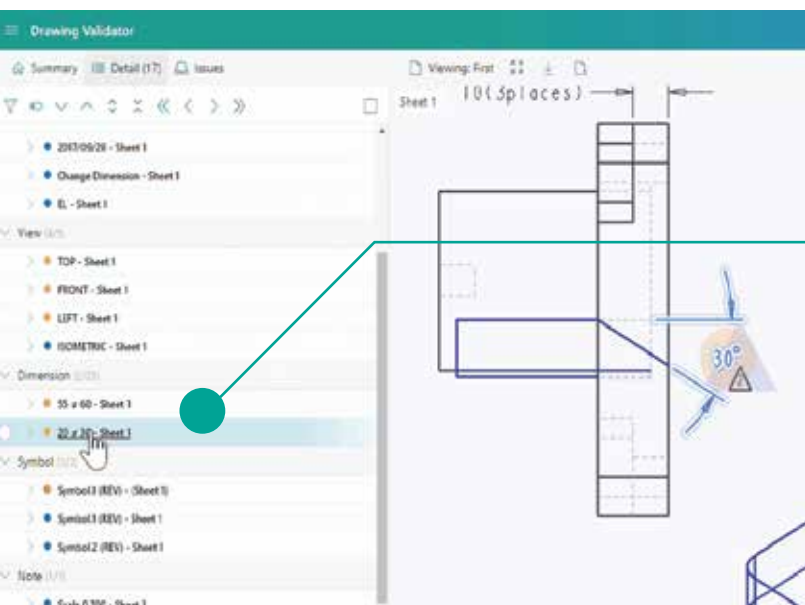 Drawing Validator
Summary Detail (17) Issues
Viewing: First
Sheet 1
10(3places)
2017/09/20 - Sheet 1
Change Dimension - Sheet 1
EL - Sheet 1
View
TOP - Sheet 1
FRONT - Sheet 1
LEFT - Sheet 1
ISOMETRIC - Sheet 1
30°
Dimension
55 ≠ 60 - Sheet 1
Sheet 1
Symbol
Symbol3 (REV) - (Sheet 1)
Symbol3 (REV) - Sheet 1
Symbol2 (REV) - Sheet 1
Note